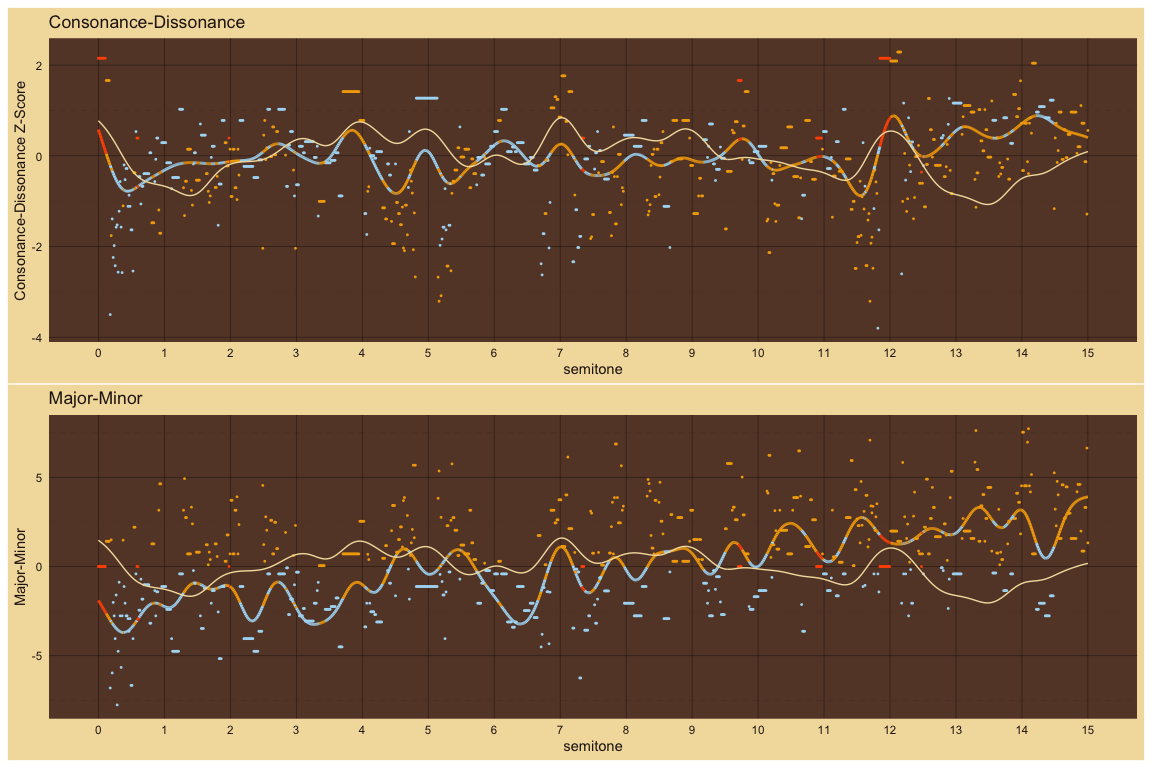 Consonance-Dissonance
Consonance-Dissonance Z-Score
2
0
-2
-4
0 1 2 3 4 5 6 7 8 9 10 11 12 13 14 15
semitone
Major-Minor
Major-Minor
5
0
-5
0 1 2 3 4 5 6 7 8 9 10 11 12 13 14 15
semitone